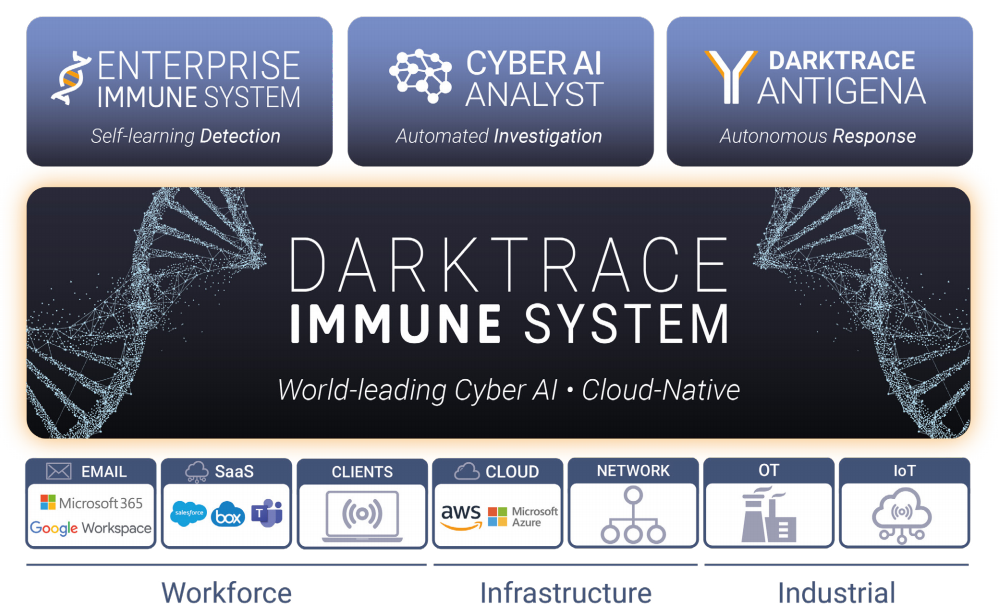 ENTERPRISE
IMMUNE SYSTEM
Self-learning Detection
CYBER AI
ANALYST
Automated Investigation
DARKTRACE
ANTIGENA
Autonomous Response
DARKTRACE
IMMUNE SYSTEM
World-leading Cyber AI • Cloud-Native
EMAIL
Microsoft 365
Google Workspace
SaaS
salesforce
box
T
CLIENTS
CLOUD
aws
Microsoft
Azure
NETWORK
OT
IoT
Workforce
Infrastructure
Industrial